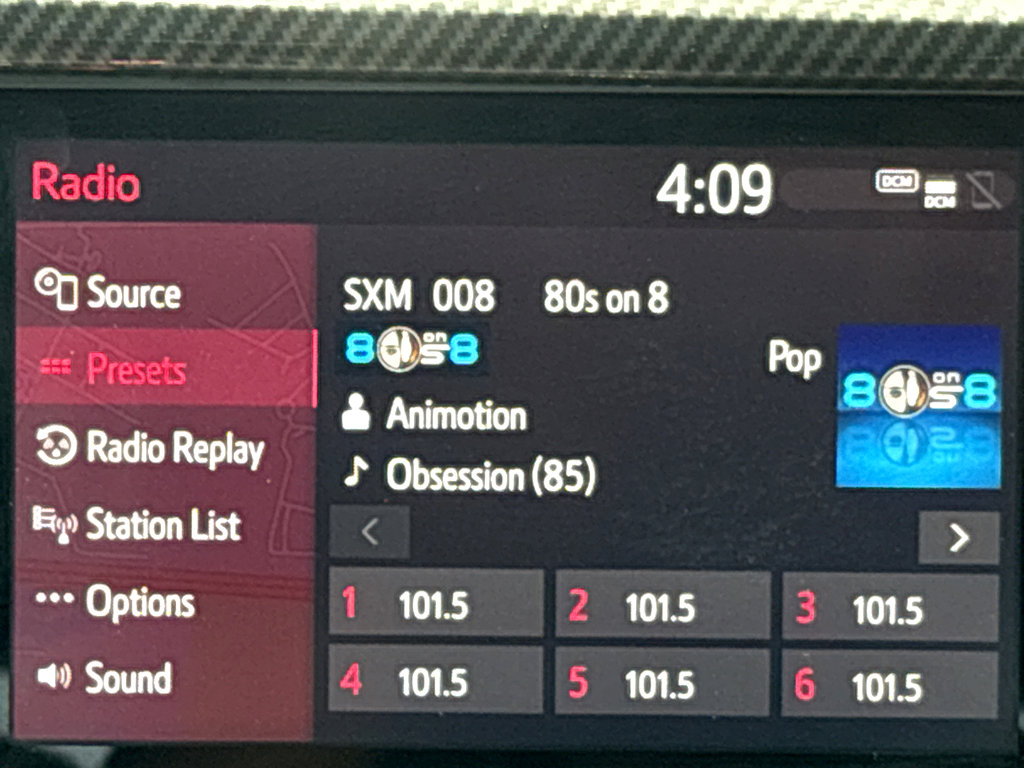 Radio 4:09 DCM DCM
Source
Presets
Radio Replay
Station List
Options
Sound
SXM 008 80s on 8
80s on 8
Pop
80s on 8
Animotion
Obsession (85)
1 101.5 2 101.5 3 101.5
4 101.5 5 101.5 6 101.5